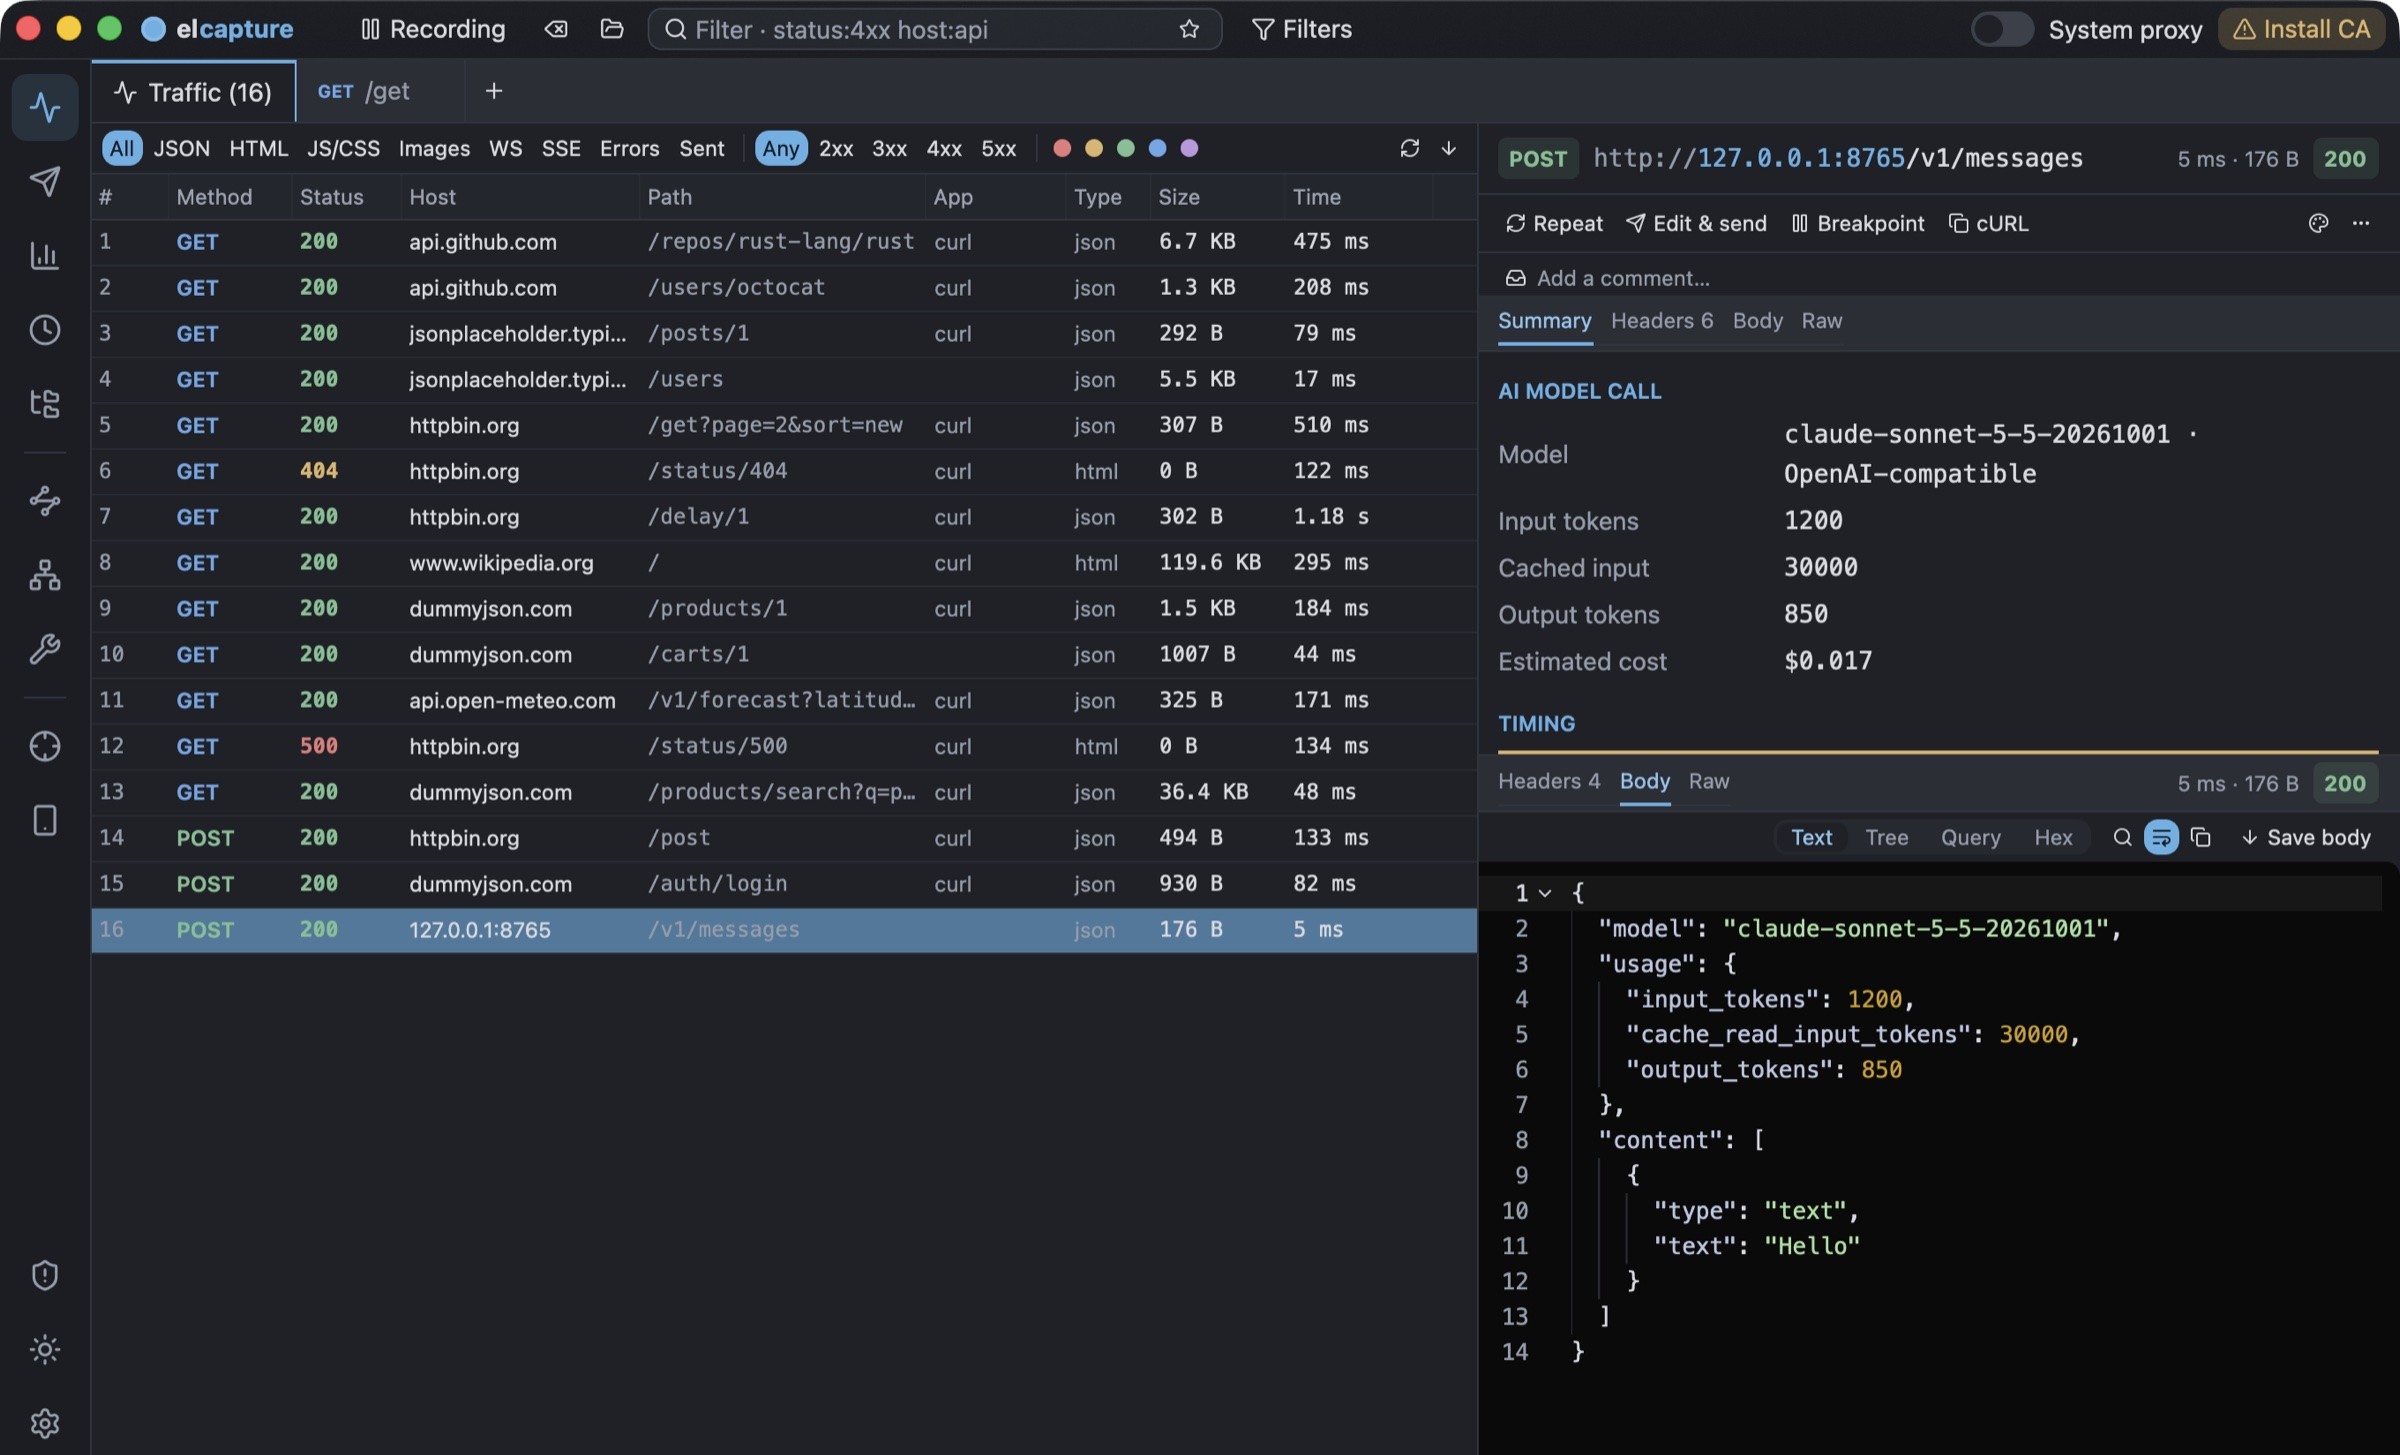 elcapture
Recording
Filter · status:4xx host:api
Filters
System proxy
Install CA
Traffic (16)
GET /get
+
All JSON HTML JS/CSS Images WS SSE Errors Sent Any 2xx 3xx 4xx 5xx
# Method Status Host Path App Type Size Time
1 GET 200 api.github.com /repos/rust-lang/rust curl json 6.7 KB 475 ms
2 GET 200 api.github.com /users/octocat curl json 1.3 KB 208 ms
3 GET 200 jsonplaceholder.typi... /posts/1 curl json 292 B 79 ms
4 GET 200 jsonplaceholder.typi... /users json 5.5 KB 17 ms
5 GET 200 httpbin.org /get?page=2&sort=new curl json 307 B 510 ms
6 GET 404 httpbin.org /status/404 curl html 0 B 122 ms
7 GET 200 httpbin.org /delay/1 curl json 302 B 1.18 s
8 GET 200 www.wikipedia.org / curl html 119.6 KB 295 ms
9 GET 200 dummyjson.com /products/1 curl json 1.5 KB 184 ms
10 GET 200 dummyjson.com /carts/1 json 1007 B 44 ms
11 GET 200 api.open-meteo.com /v1/forecast?latitud... curl json 325 B 171 ms
12 GET 500 httpbin.org /status/500 curl html 0 B 134 ms
13 GET 200 dummyjson.com /products/search?q=p... curl json 36.4 KB 48 ms
14 POST 200 httpbin.org /post curl json 494 B 133 ms
15 POST 200 dummyjson.com /auth/login curl json 930 B 82 ms
16 POST 200 127.0.0.1:8765 /v1/messages json 176 B 5 ms
POST http://127.0.0.1:8765/v1/messages 5 ms · 176 B 200
Repeat Edit & send Breakpoint cURL ...
Add a comment...
Summary Headers 6 Body Raw
AI MODEL CALL
Model claude-sonnet-5-5-20261001 ·
OpenAI-compatible
Input tokens 1200
Cached input 30000
Output tokens 850
Estimated cost $0.017
TIMING
Headers 4 Body Raw 5 ms · 176 B 200
Text Tree Query Hex Save body
1 {
2 "model": "claude-sonnet-5-5-20261001",
3 "usage": {
4 "input_tokens": 1200,
5 "cache_read_input_tokens": 30000,
6 "output_tokens": 850
7 },
8 "content": [
9 {
10 "type": "text",
11 "text": "Hello"
12 }
13 ]
14 }